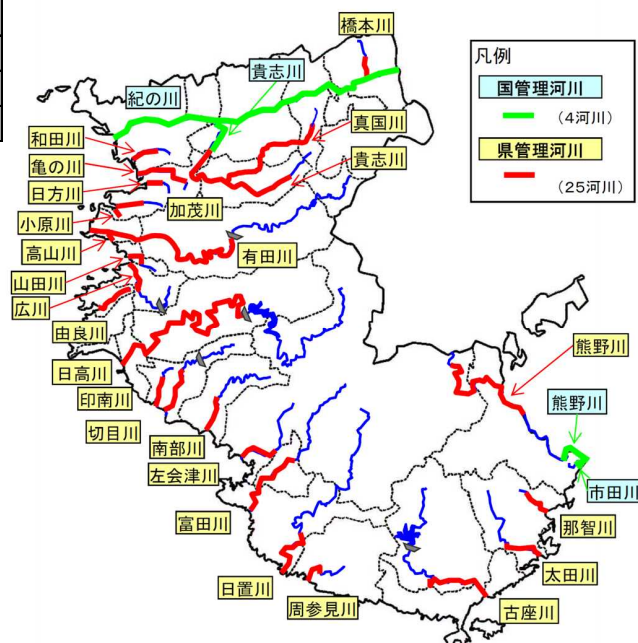 橋本川
貴志川
紀の川
凡例
国管理河川
(4河川)
県管理河川
(25河川)
和田川
亀の川
日方川
加茂川
真国川
貴志川
小原川
高山川
有田川
山田川
広川
由良川
日高川
印南川
切目川
南部川
左会津川
富田川
日置川
周参見川
熊野川
熊野川
市田川
那智川
太田川
古座川